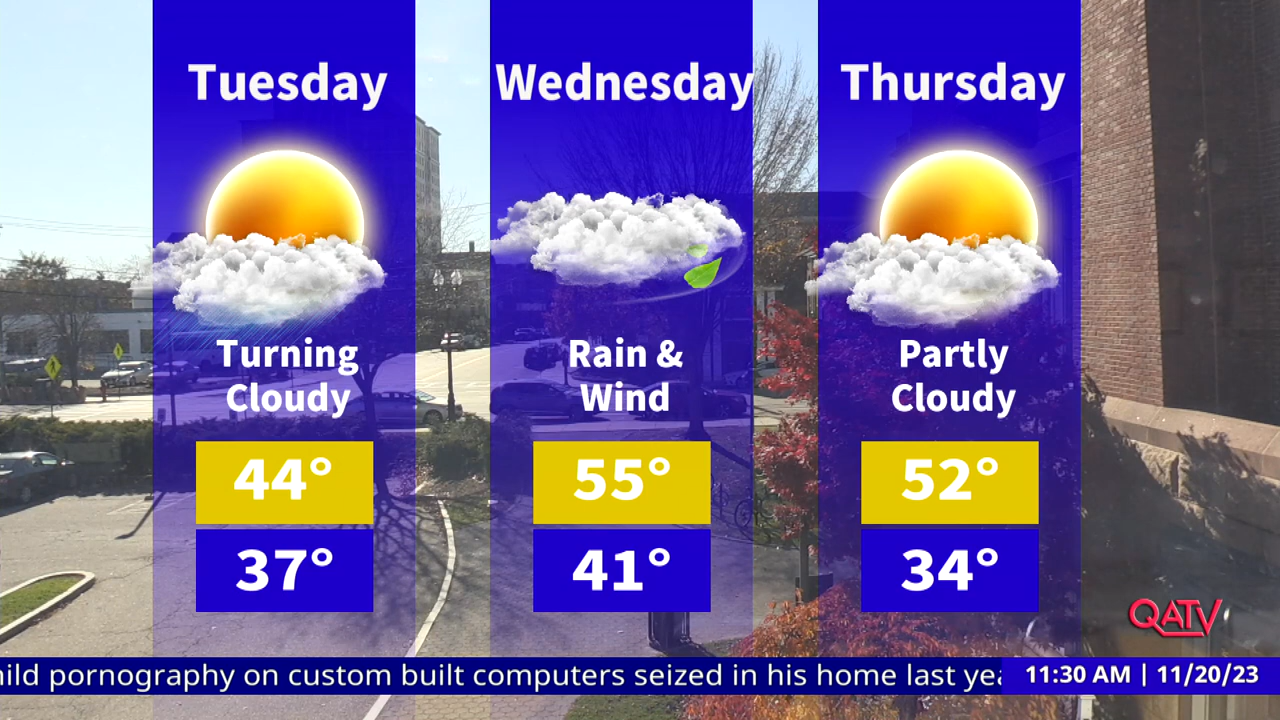 Tuesday
Wednesday
Thursday
Turning
Cloudy
Rain &
Wind
Partly
Cloudy
44°
55°
52°
37°
41°
34°
QATV
pornography on custom built computers seized in his home last
11:30 AM | 11/20/23